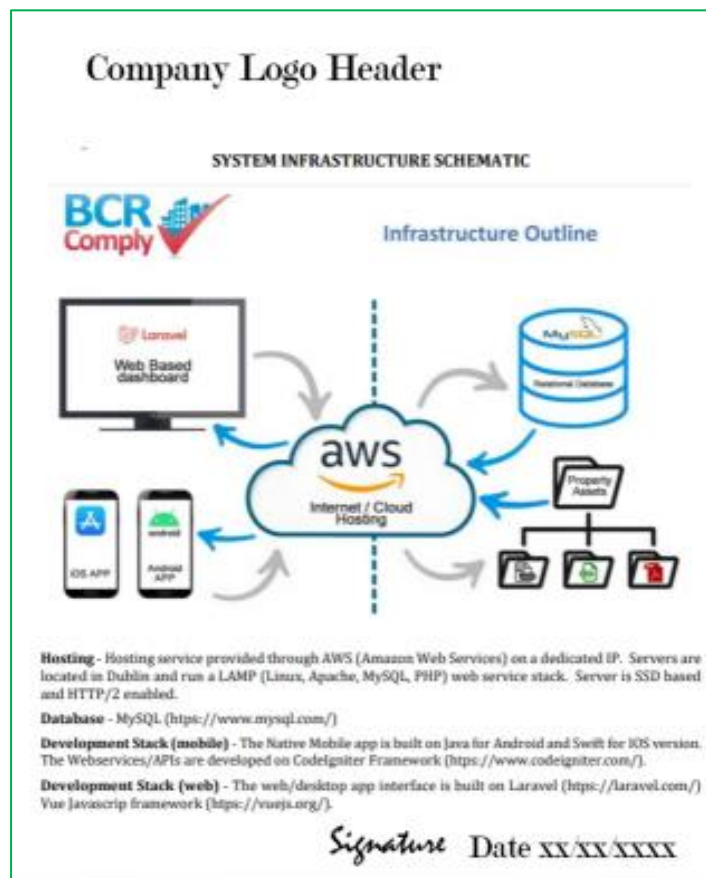 Company Logo Header
SYSTEM INFRASTRUCTURE SCHEMATIC
BCR
Comply
Infrastructure Outline
Laravel
Web Based
dashboard
MySQL
Relational Database
aws
Internet / Cloud
Hosting
Property
Assets
iOS APP
android
Android
APP
Hosting - Hosting service provided through AWS (Amazon Web Services) on a dedicated IP. Servers are
located in Dublin and run a LAMP (Linux, Apache, MySQL, PHP) web service stack. Server is SSD based
and HTTP/2 enabled.
Database - MySQL (htps://www.mysql.com/)
Development Stack (mobile) - The Native Mobile app is built on Java for Android and Swift for IOS version.
The Webservices/APIs are developed on CodeIgniter Framework (htps://www.codeigniter.com/).
Development Stack (web) - The web/desktop app interface is built on Laravel (htps://laravel.com/)
Vue Javascrip framework (htps://vuejs.org/).
Signature Date xx/xx/xxxx